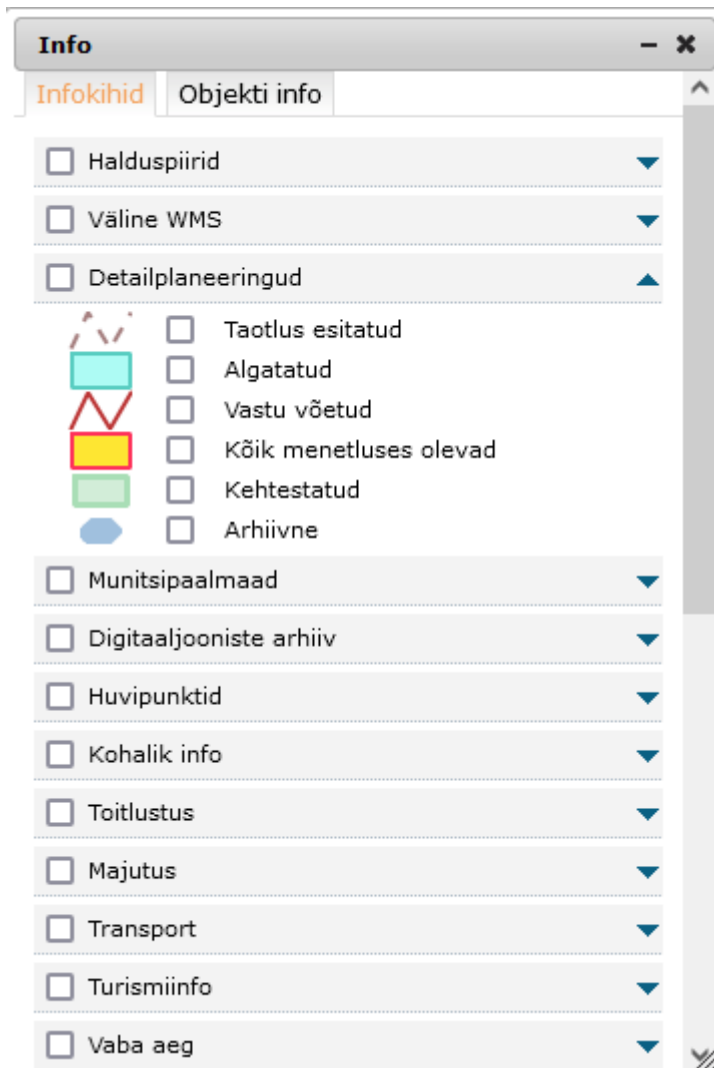 Info
Infokihid Objekti info
Halduspiirid
Väline WMS
Detailplaneeringud
Taotlus esitatud
Algatatud
Vastu võetud
Kõik menetluses olevad
Kehtestatud
Arhiivne
Munitsipaalmaad
Digitaaljooniste arhiiv
Huvipunktid
Kohalik info
Toitlustus
Majutus
Transport
Turismiinfo
Vaba aeg